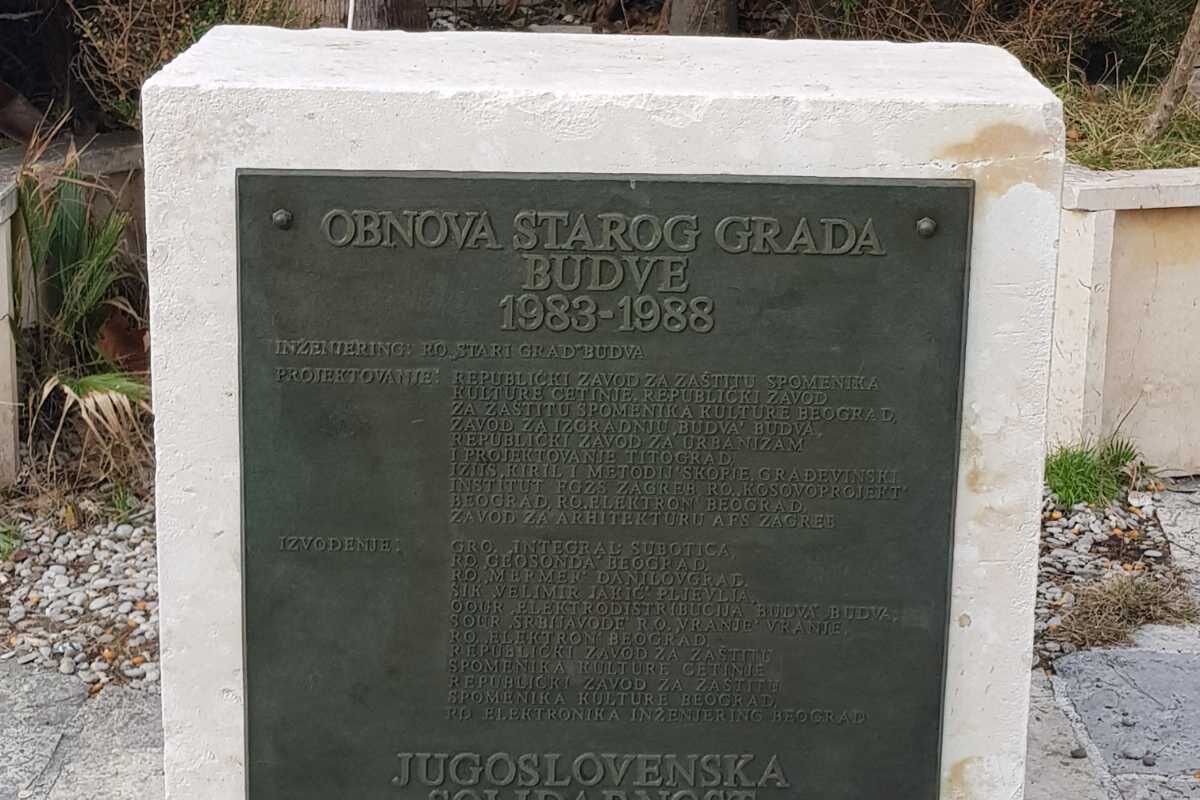 OBNOVA STAROG GRADA
BUDVE
1983-1988
INŽENJERING: RO „STARI GRAD" BUDVA
PROJEKTOVANJE: REPUBLIČKI ZAVOD ZA ZAŠTITU SPOMENIKA
KULTURE CETINJE, REPUBLIČKI ZAVOD
ZA ZAŠTITU SPOMENIKA KULTURE BEOGRAD,
ZAVOD ZA IZGRADNJU „BUDVA" BUDVA,
REPUBLIČKI ZAVOD ZA URBANIZAM
I PROJEKTOVANJE TITOGRAD,
IZIIS „KIRIL I METODIJ" SKOPJE GRAĐEVINSKI
INSTITUT FGZS ZAGREB RO „KOSOVOPROJEKT"
BEOGRAD, RO „ELEKTRON" BEOGRAD,
ZAVOD ZA ARHITEKTURU AFS ZAGREB
IZVOĐENJE: GRO „INTEGRAL" SUBOTICA,
RO „GEOSONDA" BEOGRAD,
RO „MERMER" DANILOVGRAD,
ŠIK „VELIMIR JAKIĆ" PLJEVLJA,
OOUR „ELEKTRODISTRIBUCIJA BUDVA" BUDVA,
SOUR „SRBIJAVODE" R.O. „VRANJE" VRANJE,
RO „ELEKTRON" BEOGRAD,
REPUBLIČKI ZAVOD ZA ZAŠTITU
SPOMENIKA KULTURE CETINJE
REPUBLIČKI ZAVOD ZA ZAŠTITU
SPOMENIKA KULTURE BEOGRAD,
RO „ELEKTRONIKA INŽENJERING" BEOGRAD
JUGOSLOVENSKA
SOLIDARNOST